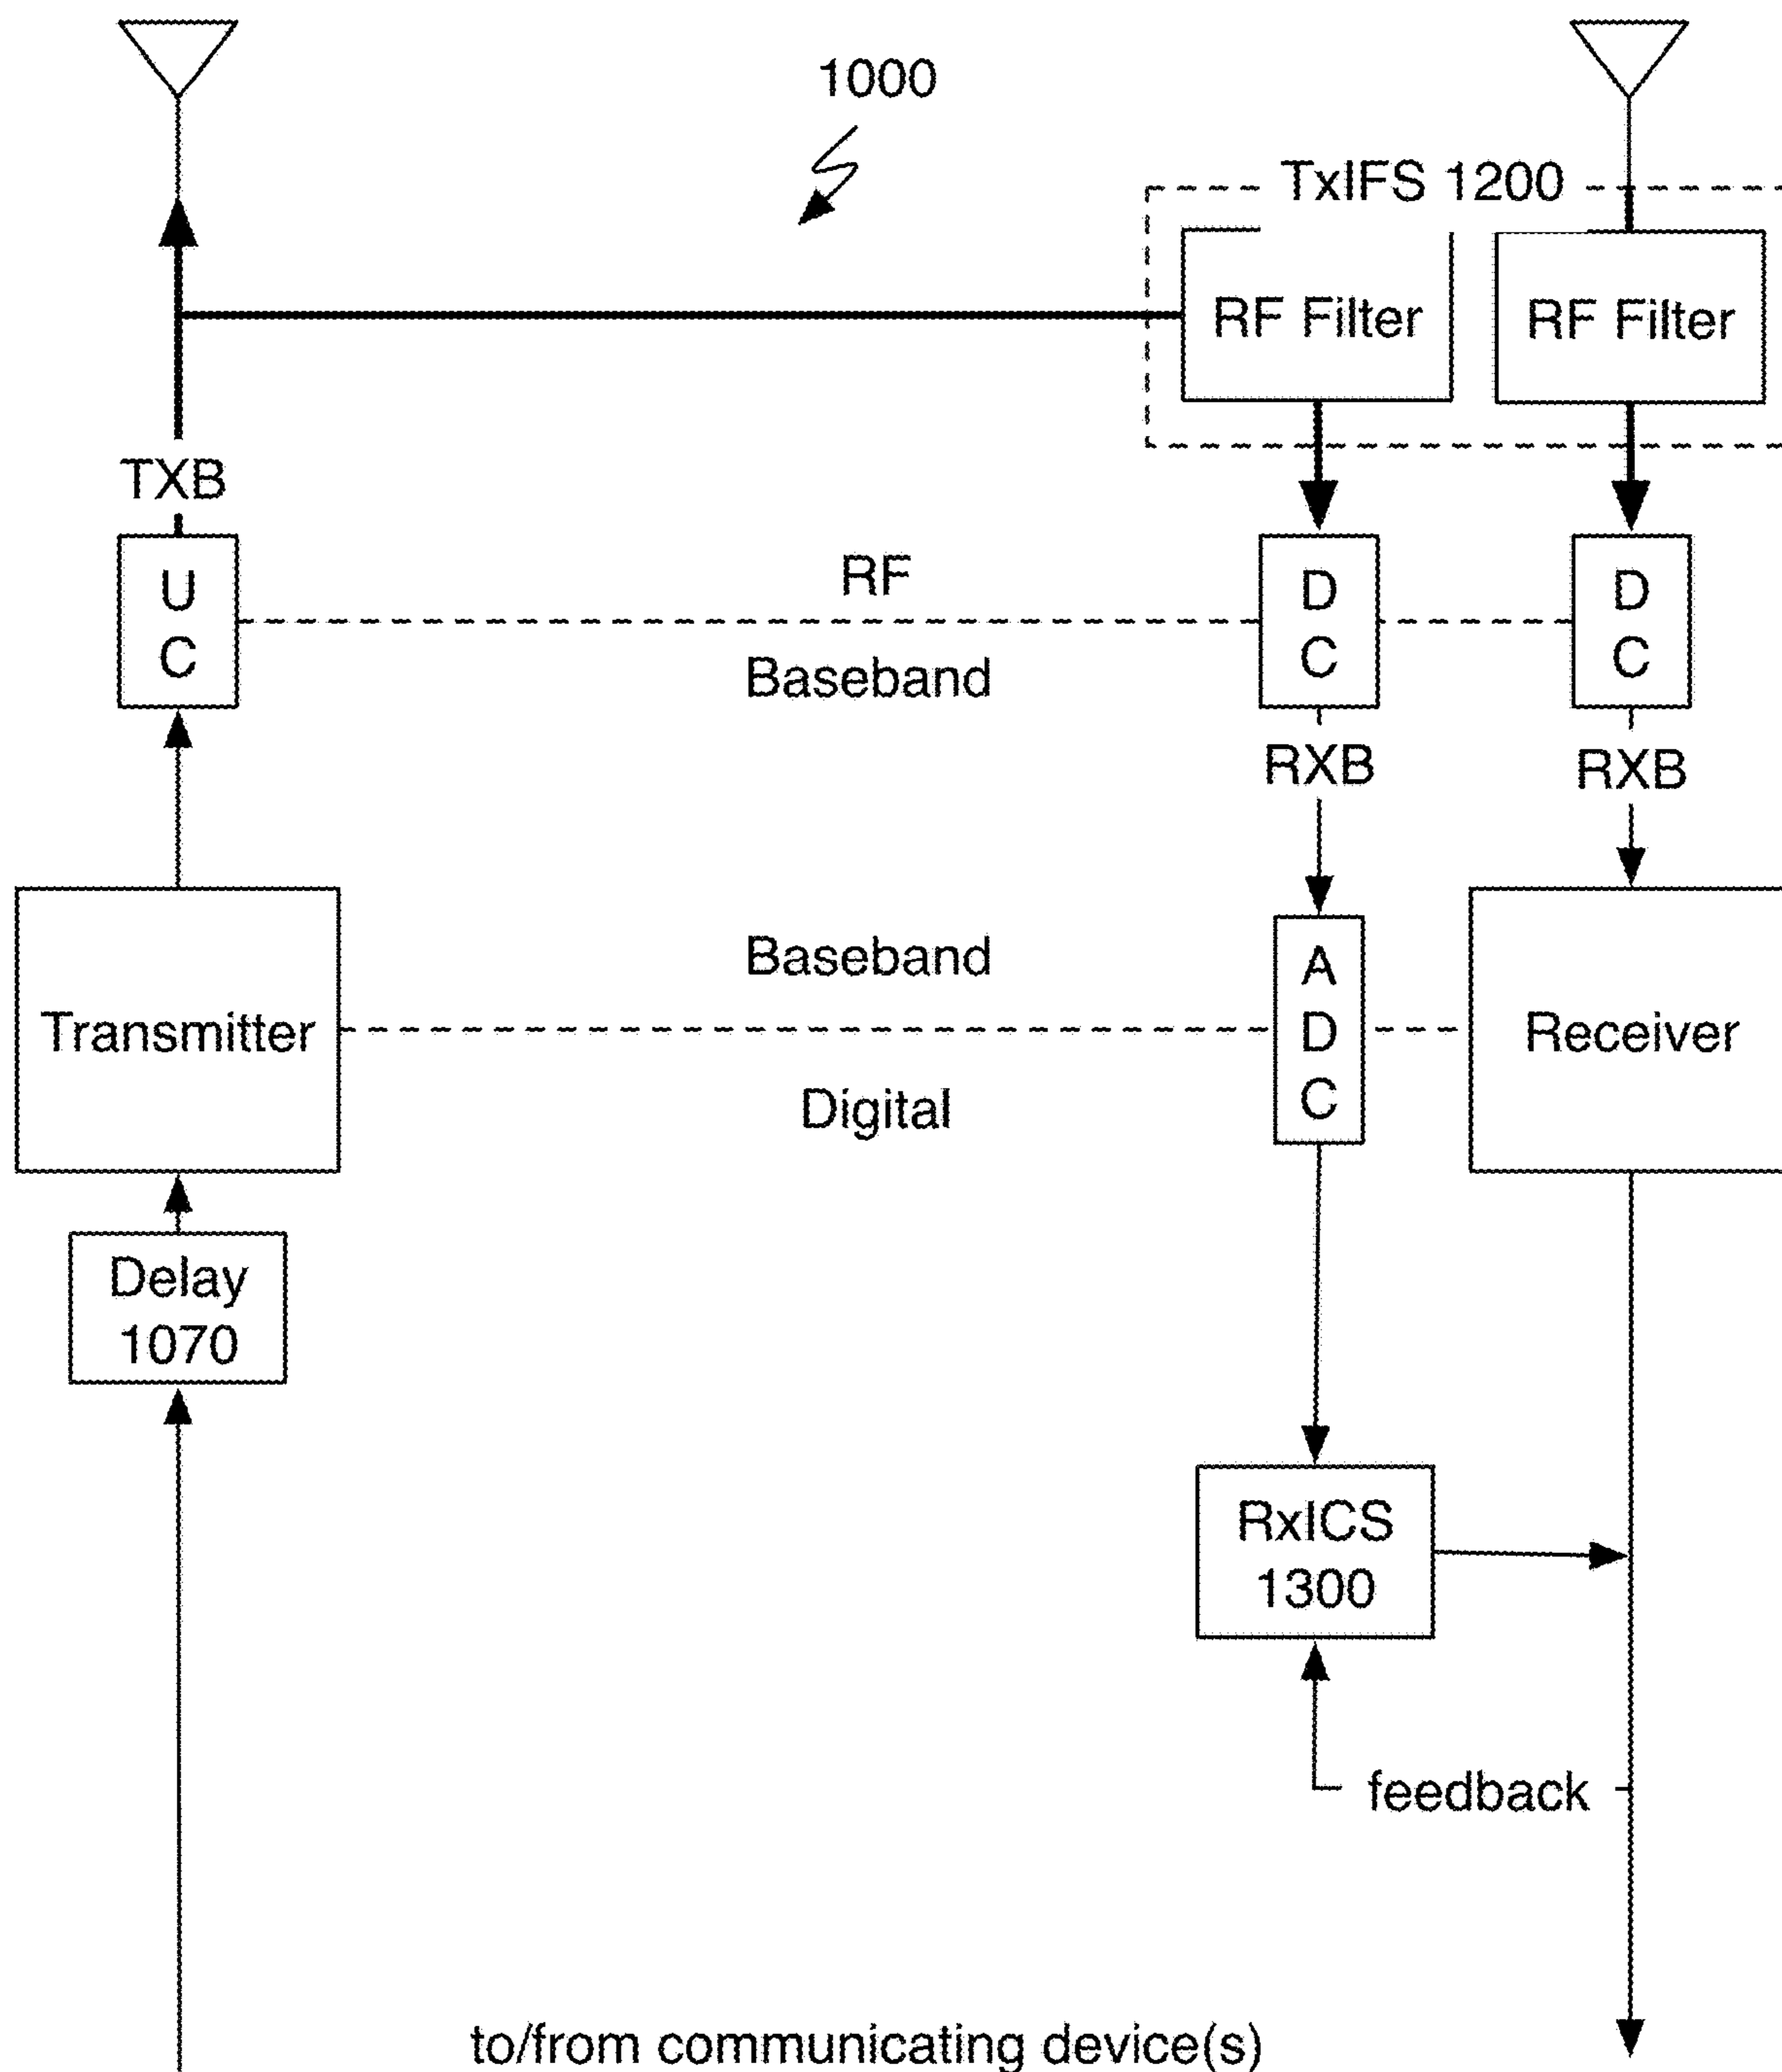 1000
TxIFS 1200
RF Filter
RF Filter
TXB
U
C
RF
Baseband
D
C
D
C
RXB
RXB
Transmitter
Baseband
Digital
A
D
C
Receiver
Delay
1070
RxICS
1300
feedback
to/from communicating device(s)